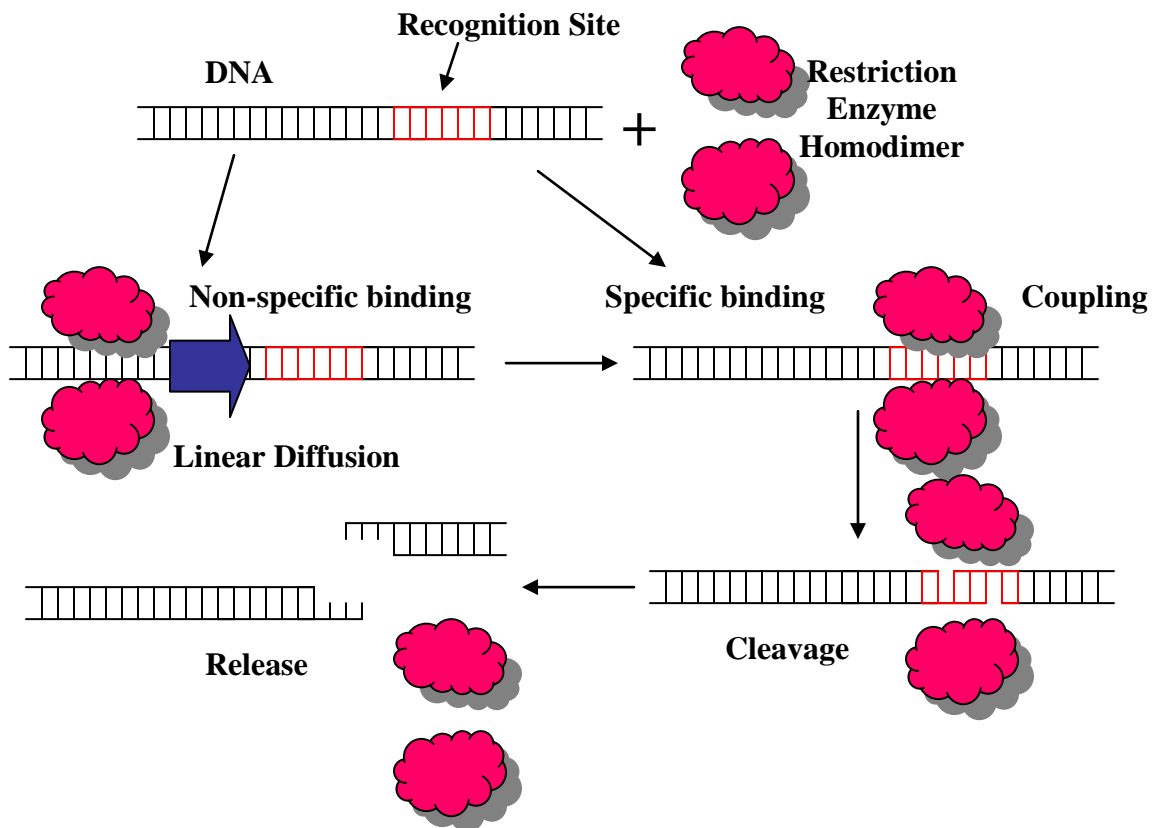 Recognition Site
DNA
Restriction
Enzyme
Homodimer
+
Non-specific binding
Specific binding
Coupling
Linear Diffusion
Cleavage
Release